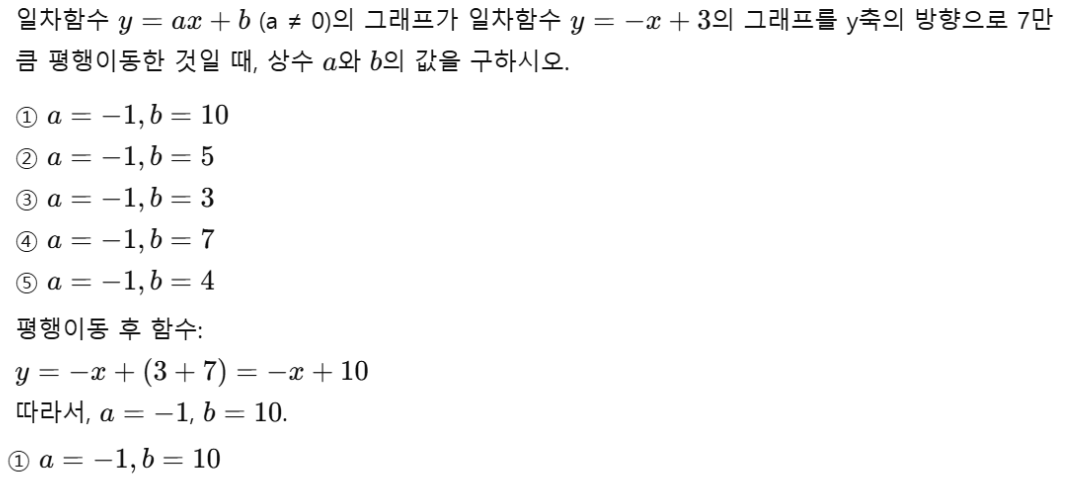 일차함수 y = ax + b (a ≠ 0)의 그래프가 일차함수 y = −x + 3의 그래프를 y축의 방향으로 7만
큼 평행이동한 것일 때, 상수 a와 b의 값을 구하시오.
① a = −1, b = 10
② a = −1, b = 5
③ a = −1, b = 3
④ a = −1, b = 7
⑤ a = −1, b = 4
평행이동 후 함수:
y = −x + (3 + 7) = −x + 10
따라서, a = −1, b = 10.
① a = −1, b = 10